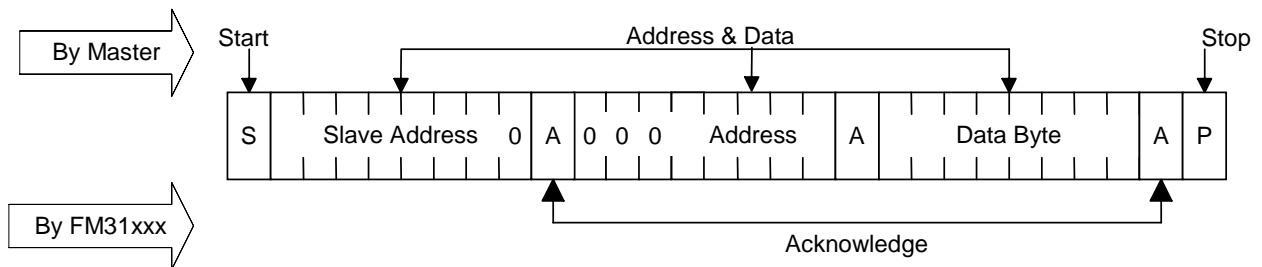 By Master
Start
Address & Data
Stop
S Slave Address 0 A 0 0 0 Address A Data Byte A P
By FM31xxx
Acknowledge